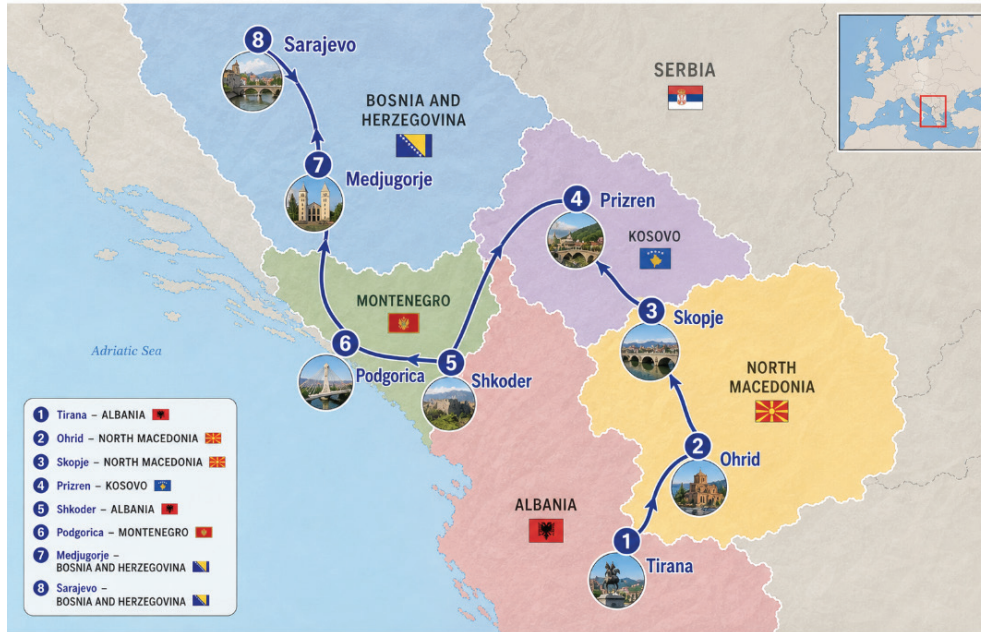 8 Sarajevo
SERBIA
BOSNIA AND
HERZEGOVINA
7
Medjugorje
4 Prizren
KOSOVO
3 Skopje
MONTENEGRO
6
Podgorica
5
Shkoder
NORTH
MACEDONIA
Adriatic Sea
2
Ohrid
ALBANIA
1
Tirana
1 Tirana – ALBANIA
2 Ohrid – NORTH MACEDONIA
3 Skopje – NORTH MACEDONIA
4 Prizren – KOSOVO
5 Shkoder – ALBANIA
6 Podgorica – MONTENEGRO
7 Medjugorje –
BOSNIA AND HERZEGOVINA
8 Sarajevo –
BOSNIA AND HERZEGOVINA